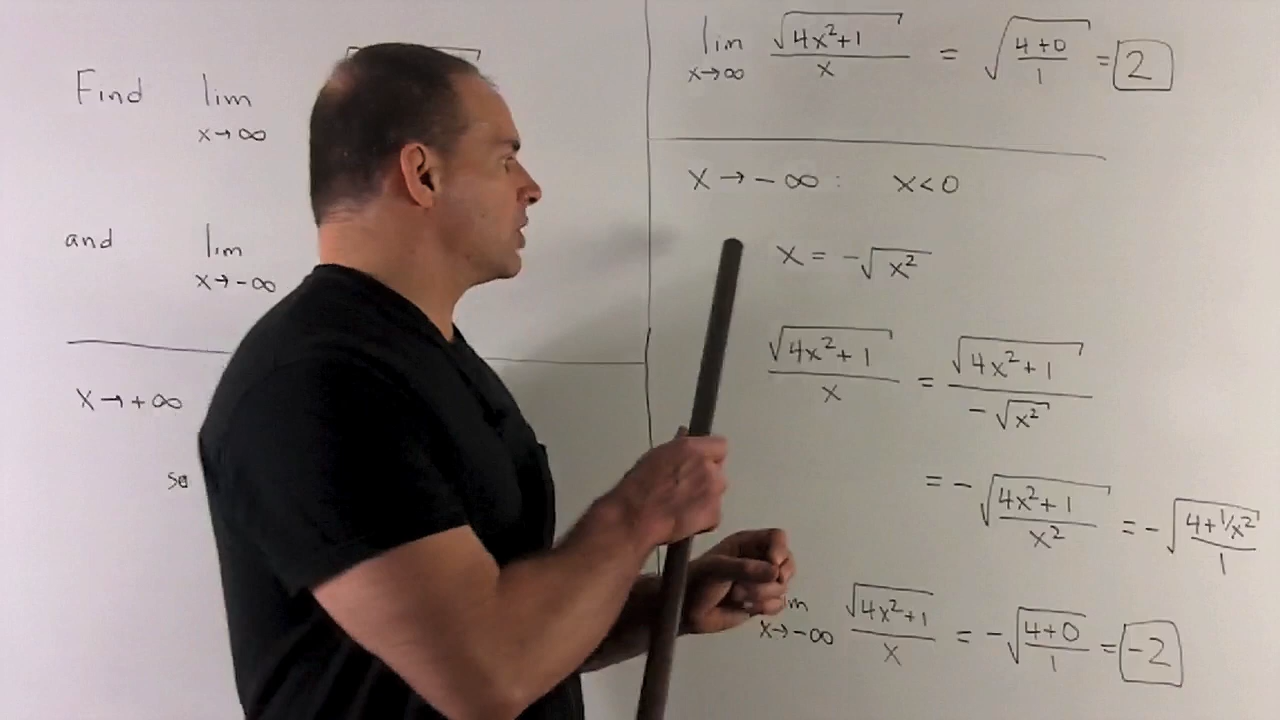 Find lim
x→∞
and lim
x→-∞
x→+∞
so
lim √(4x²+1)/x = √((4+0)/1) = 2
x→∞
x→-∞: x<0
x = -√(x²)
√(4x²+1)/x = √(4x²+1)/(-√(x²))
= -√((4x²+1)/x²) = -√((4+1/x²)/1)
√(4x²+1)/x = -√((4+0)/1) = -2
x→-∞